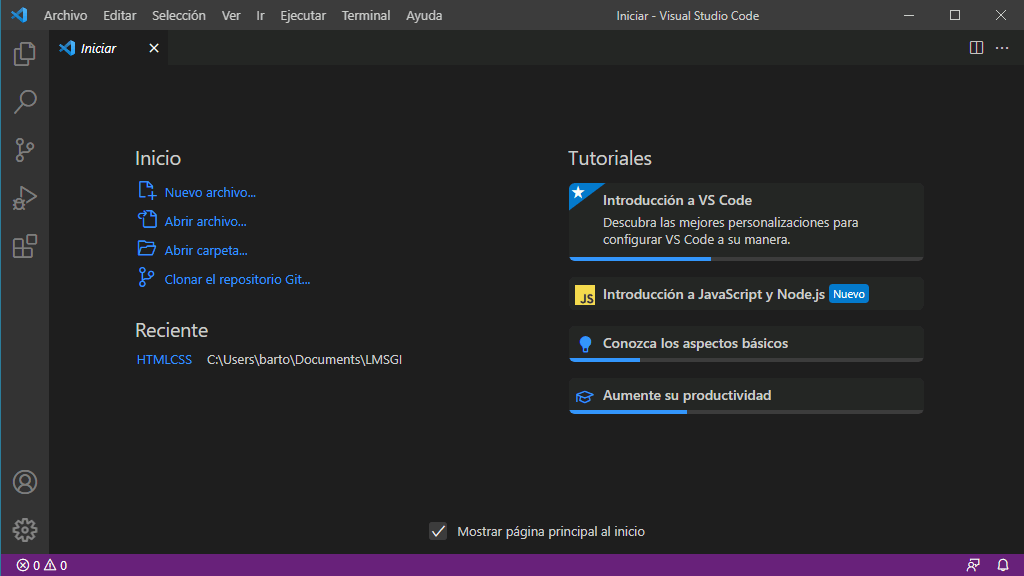 Archivo Editar Selección Ver Ir Ejecutar Terminal Ayuda Iniciar - Visual Studio Code
Iniciar
Inicio
Nuevo archivo...
Abrir archivo...
Abrir carpeta...
Clonar el repositorio Git...
Reciente
HTMLCSS C:\Users\barto\Documents\LMSGI
Tutoriales
Introducción a VS Code
Descubra las mejores personalizaciones para
configurar VS Code a su manera.
JS Introducción a JavaScript y Node.js Nuevo
Conozca los aspectos básicos
Aumente su productividad
Mostrar página principal al inicio
0 0